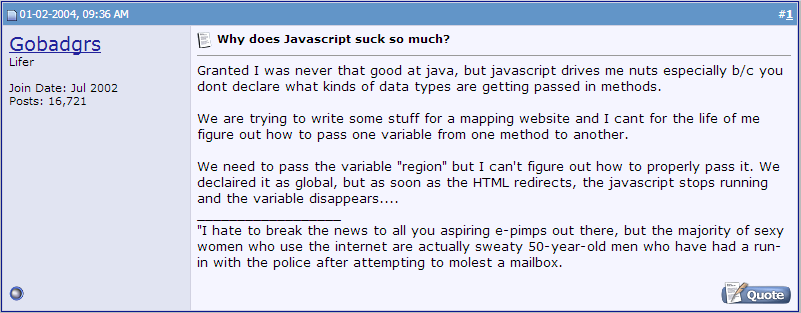 01-02-2004, 09:36 AM
#1
Gobadgrs
Lifer
Join Date: Jul 2002
Posts: 16,721
Why does Javascript suck so much?
Granted I was never that good at java, but javascript drives me nuts especially b/c you
dont declare what kinds of data types are getting passed in methods.
We are trying to write some stuff for a mapping website and I cant for the life of me
figure out how to pass one variable from one method to another.
We need to pass the variable "region" but I can't figure out how to properly pass it. We
declaired it as global, but as soon as the HTML redirects, the javascript stops running
and the variable disappears....
__________________
"I hate to break the news to all you aspiring e-pimps out there, but the majority of sexy
women who use the internet are actually sweaty 50-year-old men who have had a run-
in with the police after attempting to molest a mailbox.
Quote